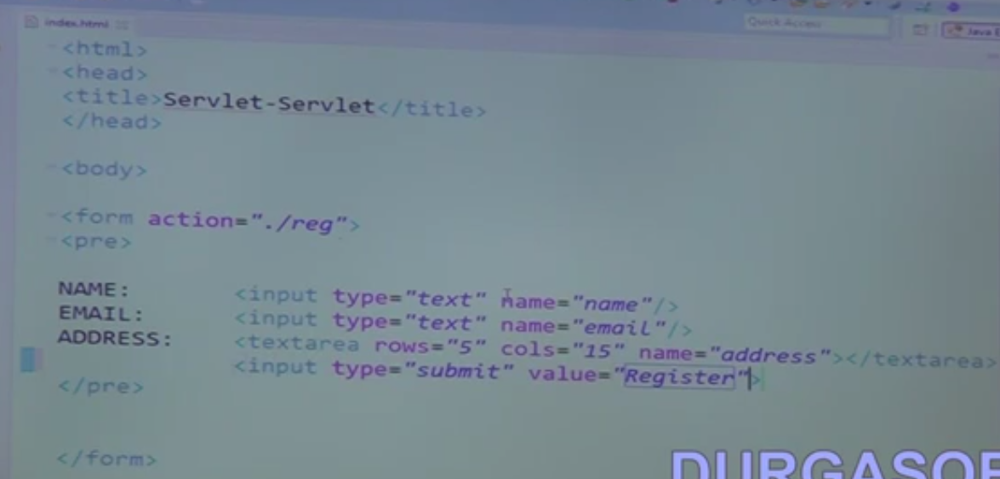 index.html
Quick Access
Java E
<html>
<head>
<title>Servlet-Servlet</title>
</head>
<body>
<form action="./reg">
<pre>
NAME: <input type="text" name="name"/>
EMAIL: <input type="text" name="email"/>
ADDRESS: <textarea rows="5" cols="15" name="address"></textarea>
<input type="submit" value="Register">
</pre>
</form>
DURGASOF